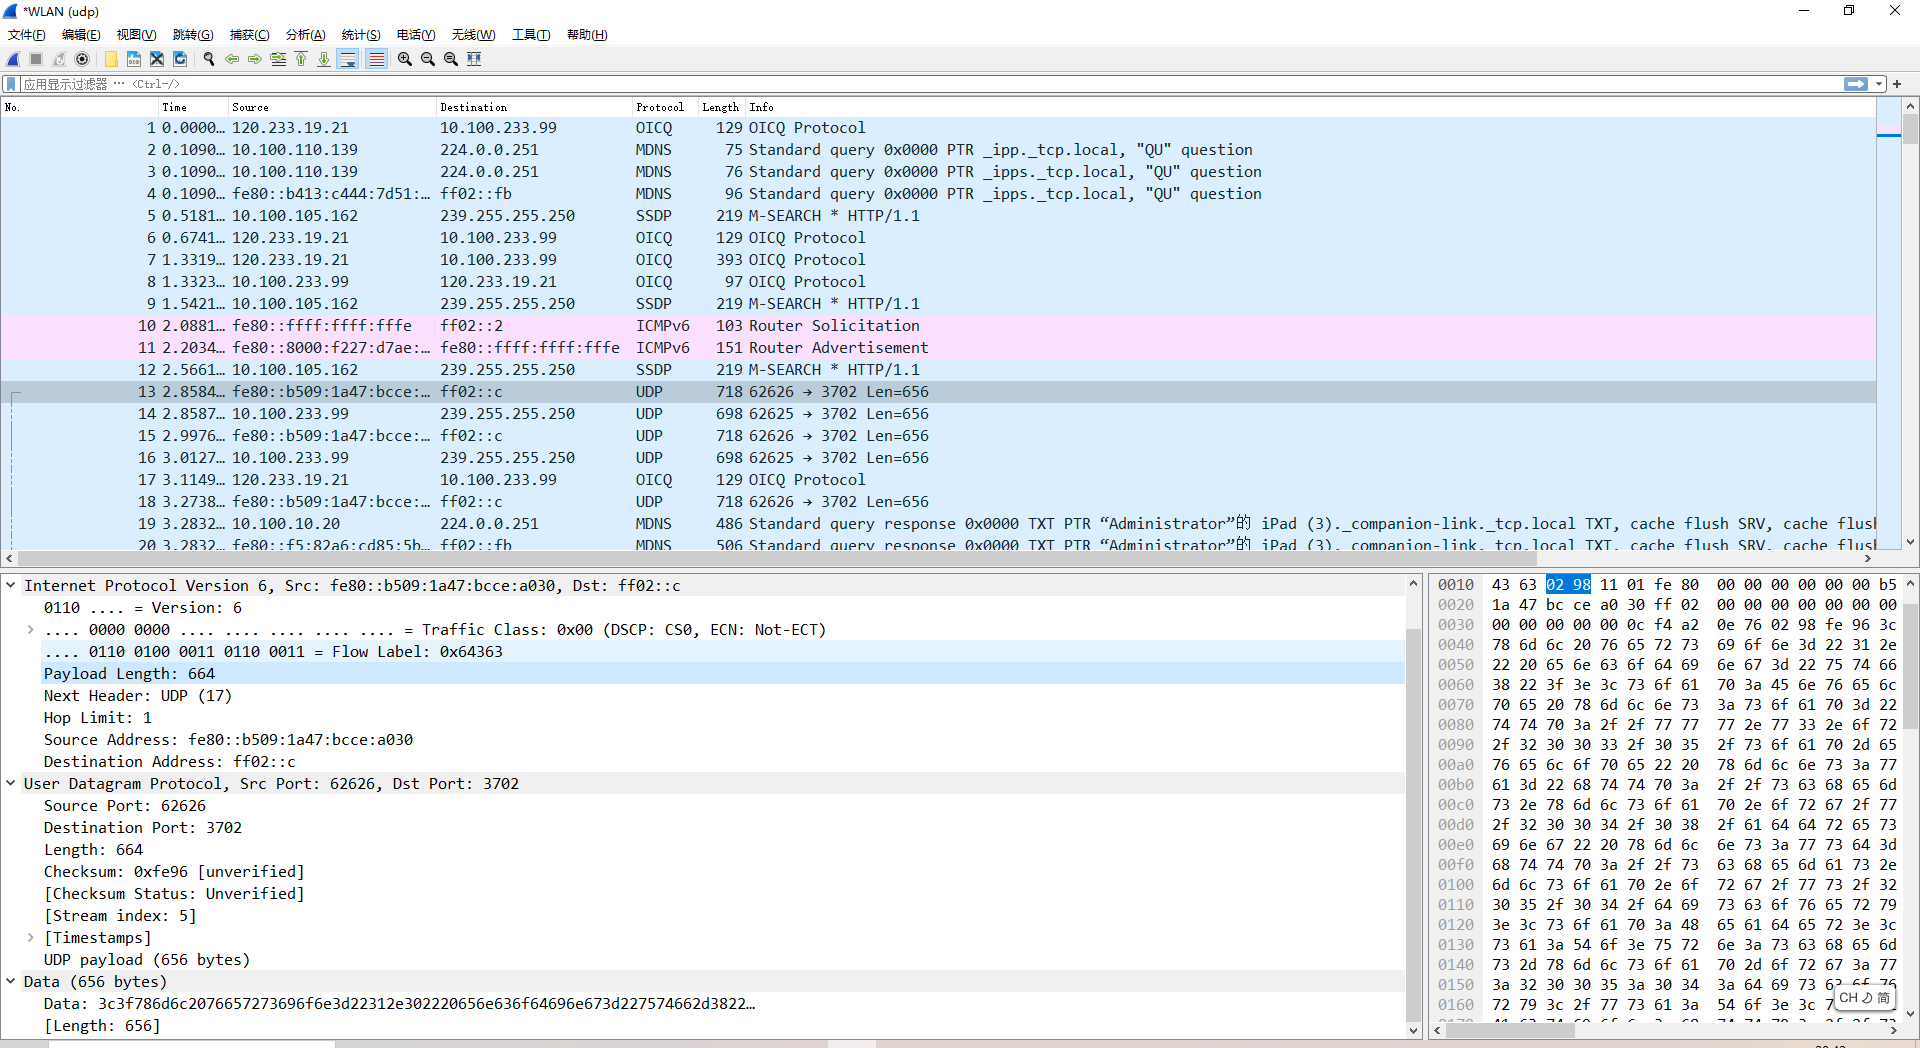 *WLAN (udp)
文件(F) 编辑(E) 视图(V) 跳转(G) 捕获(C) 分析(A) 统计(S) 电话(Y) 无线(W) 工具(T) 帮助(H)
应用显示过滤器 … <Ctrl-/>
No. Time Source Destination Protocol Length Info
1 0.0000… 120.233.19.21 10.100.233.99 OICQ 129 OICQ Protocol
2 0.1090… 10.100.110.139 224.0.0.251 MDNS 75 Standard query 0x0000 PTR _ipp._tcp.local, "QU" question
3 0.1090… 10.100.110.139 224.0.0.251 MDNS 76 Standard query 0x0000 PTR _ipps._tcp.local, "QU" question
4 0.1090… fe80::b413:c444:7d51:… ff02::fb MDNS 96 Standard query 0x0000 PTR _ipps._tcp.local, "QU" question
5 0.5181… 10.100.105.162 239.255.255.250 SSDP 219 M-SEARCH * HTTP/1.1
6 0.6741… 120.233.19.21 10.100.233.99 OICQ 129 OICQ Protocol
7 1.3319… 120.233.19.21 10.100.233.99 OICQ 393 OICQ Protocol
8 1.3323… 10.100.233.99 120.233.19.21 OICQ 97 OICQ Protocol
9 1.5421… 10.100.105.162 239.255.255.250 SSDP 219 M-SEARCH * HTTP/1.1
10 2.0881… fe80::ffff:ffff:fffe ff02::2 ICMPv6 103 Router Solicitation
11 2.2034… fe80::8000:f227:d7ae:… fe80::ffff:ffff:fffe ICMPv6 151 Router Advertisement
12 2.5661… 10.100.105.162 239.255.255.250 SSDP 219 M-SEARCH * HTTP/1.1
13 2.8584… fe80::b509:1a47:bcce:… ff02::c UDP 718 62626 → 3702 Len=656
14 2.8587… 10.100.233.99 239.255.255.250 UDP 698 62625 → 3702 Len=656
15 2.9976… fe80::b509:1a47:bcce:… ff02::c UDP 718 62626 → 3702 Len=656
16 3.0127… 10.100.233.99 239.255.255.250 UDP 698 62625 → 3702 Len=656
17 3.1149… 120.233.19.21 10.100.233.99 OICQ 129 OICQ Protocol
18 3.2738… fe80::b509:1a47:bcce:… ff02::c UDP 718 62626 → 3702 Len=656
19 3.2832… 10.100.10.20 224.0.0.251 MDNS 486 Standard query response 0x0000 TXT PTR “Administrator”的 iPad (3)._companion-link._tcp.local TXT, cache flush SRV, cache flush
20 3.2832… fe80::f5:82a6:cd85:5b… ff02::fb MDNS 506 Standard query response 0x0000 TXT PTR “Administrator”的 iPad (3)._companion-link._tcp.local TXT, cache flush SRV, cache flush
Internet Protocol Version 6, Src: fe80::b509:1a47:bcce:a030, Dst: ff02::c
0110 .... = Version: 6
.... 0000 0000 .... .... .... .... .... = Traffic Class: 0x00 (DSCP: CS0, ECN: Not-ECT)
.... 0110 0100 0011 0110 0011 = Flow Label: 0x64363
Payload Length: 664
Next Header: UDP (17)
Hop Limit: 1
Source Address: fe80::b509:1a47:bcce:a030
Destination Address: ff02::c
User Datagram Protocol, Src Port: 62626, Dst Port: 3702
Source Port: 62626
Destination Port: 3702
Length: 664
Checksum: 0xfe96 [unverified]
[Checksum Status: Unverified]
[Stream index: 5]
[Timestamps]
UDP payload (656 bytes)
Data (656 bytes)
Data: 3c3f786d6c2076657273696f6e3d22312e302220656e636f64696e673d227574662d3822…
[Length: 656]
0010 43 63 02 98 11 01 fe 80 00 00 00 00 00 00 b5
0020 1a 47 bc ce a0 30 ff 02 00 00 00 00 00 00 00
0030 00 00 00 00 00 0c f4 a2 0e 76 02 98 fe 96 3c
0040 78 6d 6c 20 76 65 72 73 69 6f 6e 3d 22 31 2e
0050 22 20 65 6e 63 6f 64 69 6e 67 3d 22 75 74 66
0060 38 22 3f 3e 3c 73 6f 61 70 3a 45 6e 76 65 6c
0070 70 65 20 78 6d 6c 6e 73 3a 73 6f 61 70 3d 22
0080 74 74 70 3a 2f 2f 77 77 77 2e 77 33 2e 6f 72
0090 2f 32 30 30 33 2f 30 35 2f 73 6f 61 70 2d 65
00a0 76 65 6c 6f 70 65 22 20 78 6d 6c 6e 73 3a 77
00b0 61 3d 22 68 74 74 70 3a 2f 2f 73 63 68 65 6d
00c0 73 2e 78 6d 6c 73 6f 61 70 2e 6f 72 67 2f 77
00d0 2f 32 30 30 34 2f 30 38 2f 61 64 64 72 65 73
00e0 69 6e 67 22 20 78 6d 6c 6e 73 3a 77 73 64 3d
00f0 68 74 74 70 3a 2f 2f 73 63 68 65 6d 61 73 2e
0100 6d 6c 73 6f 61 70 2e 6f 72 67 2f 77 73 2f 32
0110 30 35 2f 30 34 2f 64 69 73 63 6f 76 65 72 79
0120 3e 3c 73 6f 61 70 3a 48 65 61 64 65 72 3e 3c
0130 73 61 3a 54 6f 3e 75 72 6e 3a 73 63 68 65 6d
0140 73 2d 78 6d 6c 73 6f 61 70 2d 6f 72 67 3a 77
0150 3a 32 30 30 35 3a 30 34 3a 64 69 73 63 6f 76
0160 72 79 3c 2f 77 73 61 3a 54 6f 3e 3c
CH 简